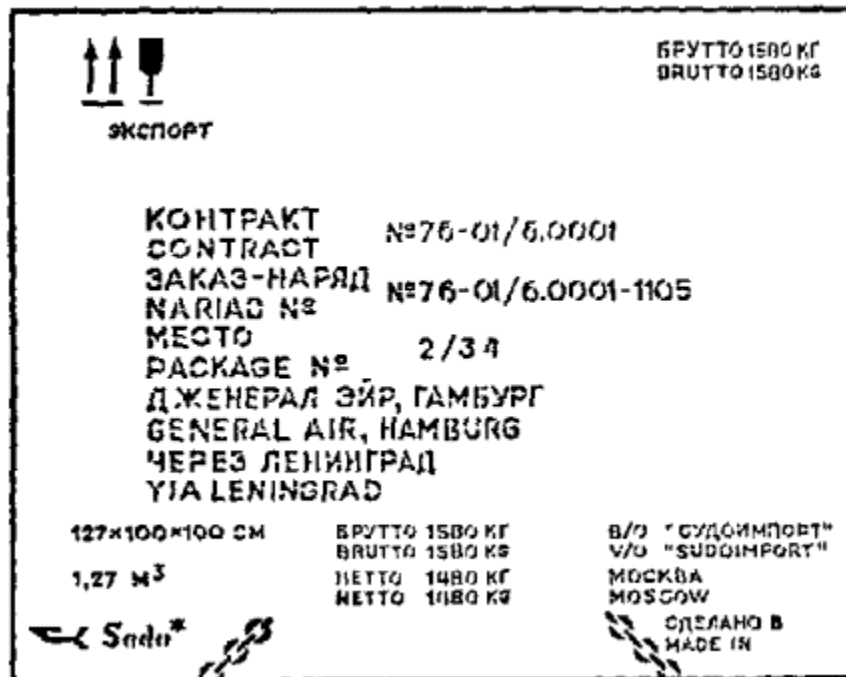 БРУТТО 1580 КГ
BRUTTO 1580 KG
ЭКСПОРТ
КОНТРАКТ
CONTRACT
№76-01/6.0001
ЗАКАЗ-НАРЯД
NARIAD №
№76-01/6.0001-1105
МЕСТО
PACKAGE №
2/34
ДЖЕНЕРАЛ ЭЙР, ГАМБУРГ
GENERAL AIR, HAMBURG
ЧЕРЕЗ ЛЕНИНГРАД
VIA LENINGRAD
127×100×100 СМ
1,27 М³
БРУТТО 1580 КГ
BRUTTO 1580 KG
НЕТТО 1480 КГ
NETTO 1480 KG
В/О "СУДОИМПОРТ"
V/O "SUDOIMPORT"
МОСКВА
MOSCOW
Sado*
СДЕЛАНО В
MADE IN